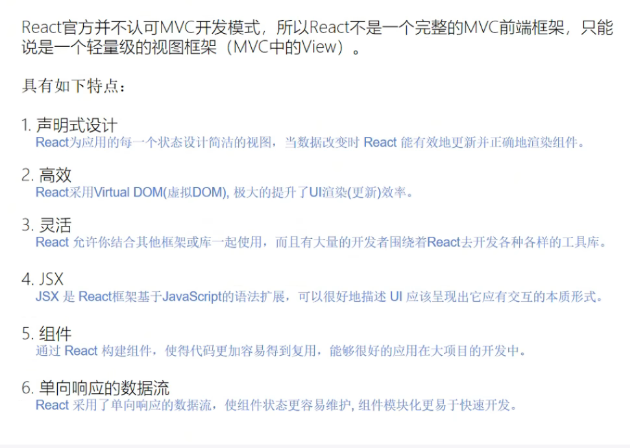 React官方并不认可MVC开发模式，所以React不是一个完整的MVC前端框架，只能
说是一个轻量级的视图框架（MVC中的View）。
具有如下特点：
1. 声明式设计
React为应用的每一个状态设计简洁的视图，当数据改变时 React 能有效地更新并正确地渲染组件。
2. 高效
React采用Virtual DOM(虚拟DOM), 极大的提升了UI渲染(更新)效率。
3. 灵活
React 允许你结合其他框架或库一起使用，而且有大量的开发者围绕着React去开发各种各样的工具库。
4. JSX
JSX 是 React框架基于JavaScript的语法扩展，可以很好地描述 UI 应该呈现出它应有交互的本质形式。
5. 组件
通过 React 构建组件，使得代码更加容易得到复用，能够很好的应用在大项目的开发中。
6. 单向响应的数据流
React 采用了单向响应的数据流，使组件状态更容易维护, 组件模块化更易于快速开发。